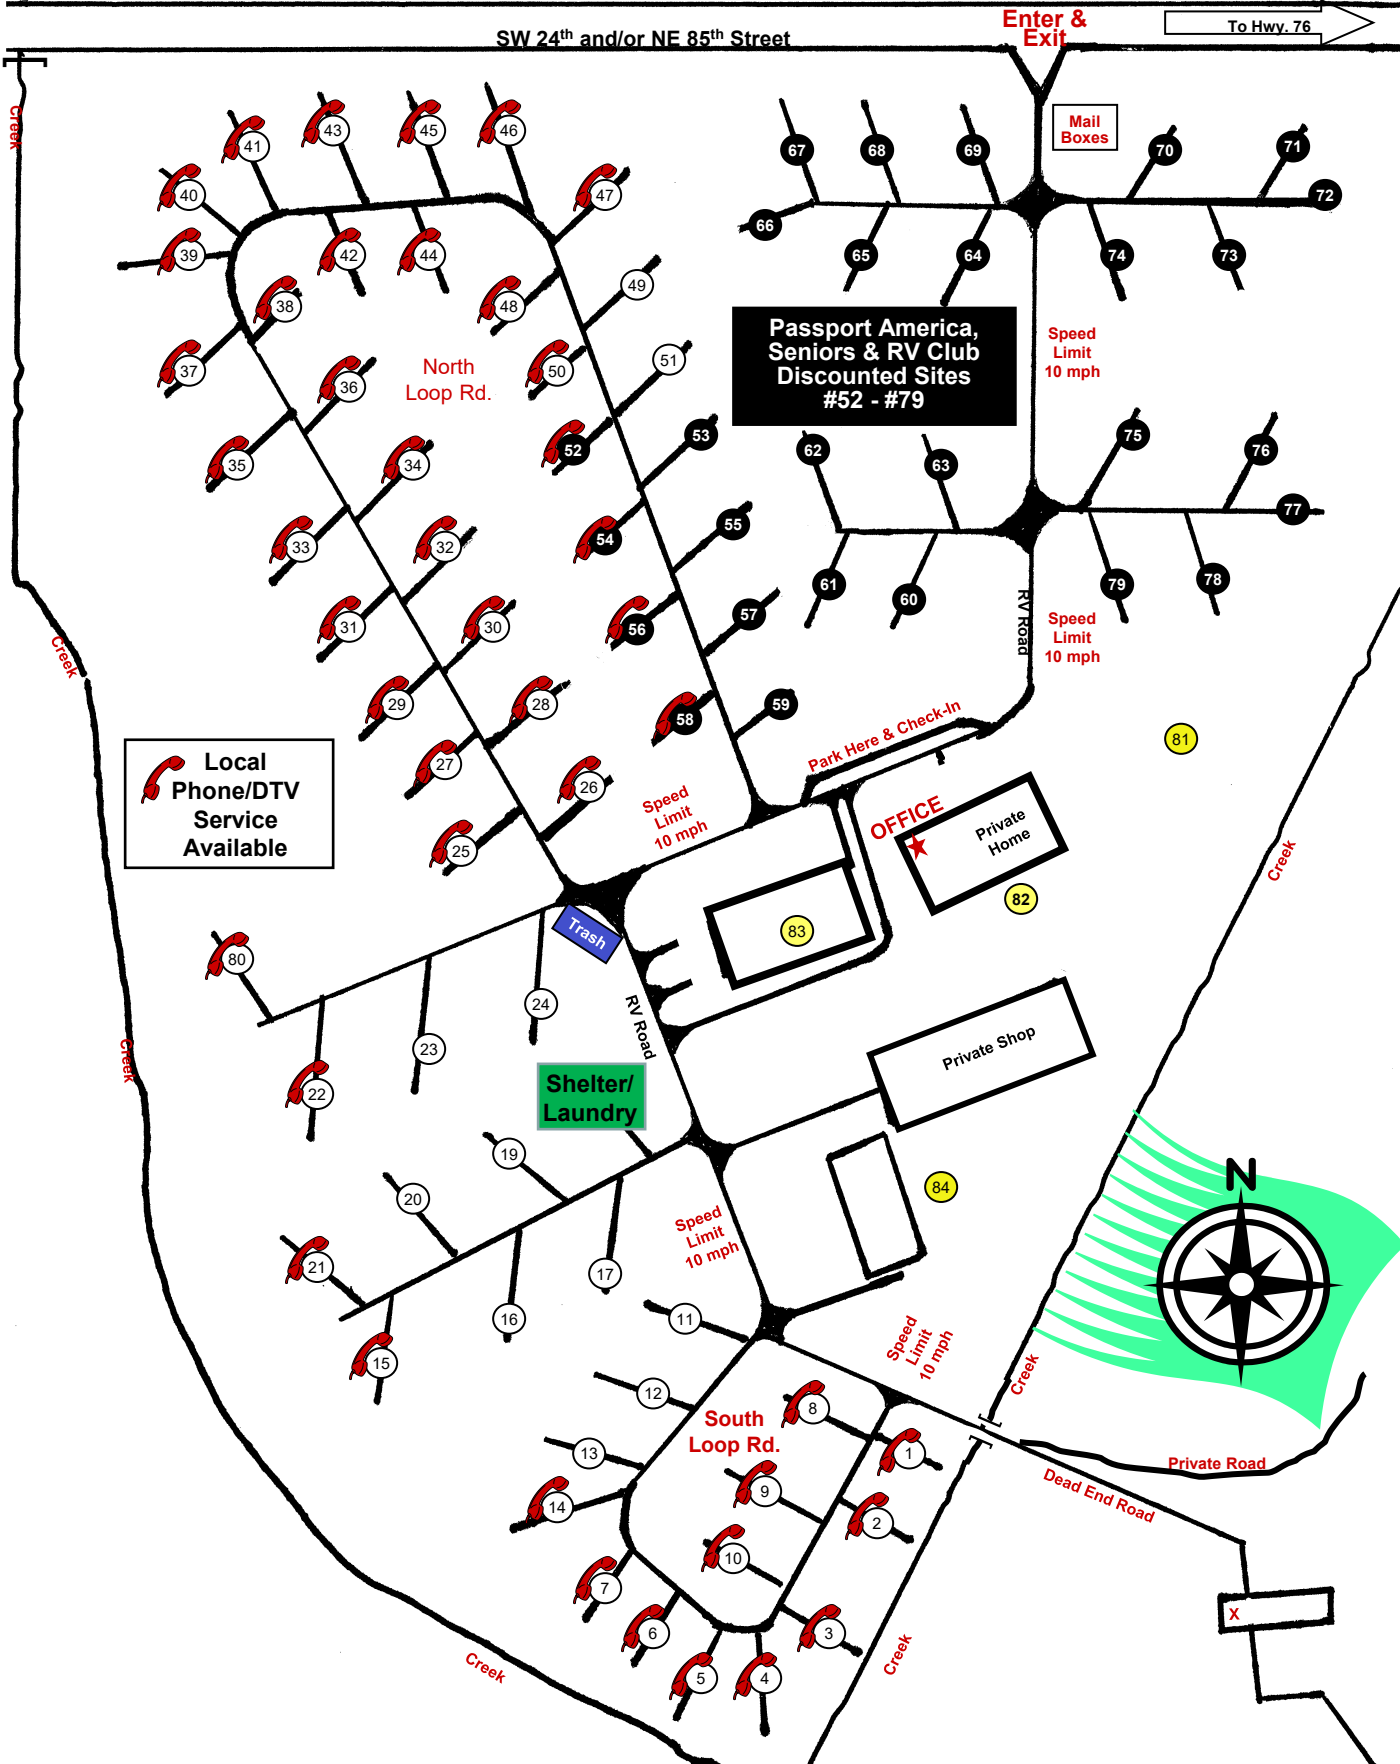 Enter &
Exit
To Hwy. 76
SW 24th and/or NE 85th Street
Creek
Mail
Boxes
43
45
46
41
67
68
69
70
71
40
47
72
66
39
42
44
65
64
74
73
49
38
48
Passport America,
Seniors & RV Club
Discounted Sites
#52 - #79
Speed
Limit
10 mph
North
Loop Rd.
37
36
50
51
35
34
52
53
62
63
75
76
33
32
54
55
77
31
30
56
57
61
60
79
78
RV Road
Speed
Limit
10 mph
Creek
29
28
58
59
Park Here & Check-In
81
Local
Phone/DTV
Service
Available
27
26
25
Speed
Limit
10 mph
OFFICE
Private
Home
Creek
82
83
Trash
80
24
23
22
RV Road
Private Shop
Creek
Shelter/
Laundry
19
20
21
17
16
15
84
N
Speed
Limit
10 mph
11
12
13
14
Speed
Limit
10 mph
Creek
South
Loop Rd.
8
1
9
2
10
7
6
3
5
4
Private Road
Dead End Road
X
Creek
Creek